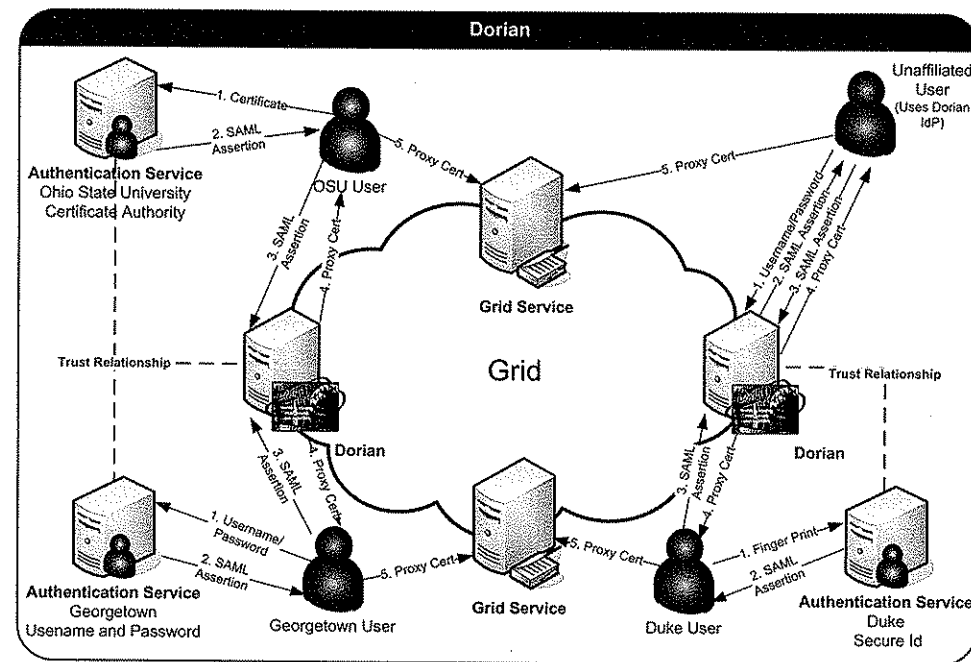 Dorian
1. Certificate
2. SAML
Assertion
Authentication Service
Ohio State University
Certificate Authority
OSU User
5. Proxy Cert
3. SAML
Assertion
4. Proxy Cert
Grid Service
5. Proxy Cert
Unaffiliated
User
(Uses Dorian
IdP)
1. Username/Password
2. SAML Assertion
3. SAML Assertion
4. Proxy Cert
Trust Relationship
Dorian
Grid
Dorian
Trust Relationship
3. SAML
Assertion
4. Proxy Cert
1. Username/
Password
2. SAML
Assertion
Authentication Service
Georgetown
Usename and Password
Georgetown User
5. Proxy Cert
Grid Service
5. Proxy Cert
3. SAML
Assertion
4. Proxy Cert
Duke User
1. Finger Print
2. SAML
Assertion
Authentication Service
Duke
Secure Id